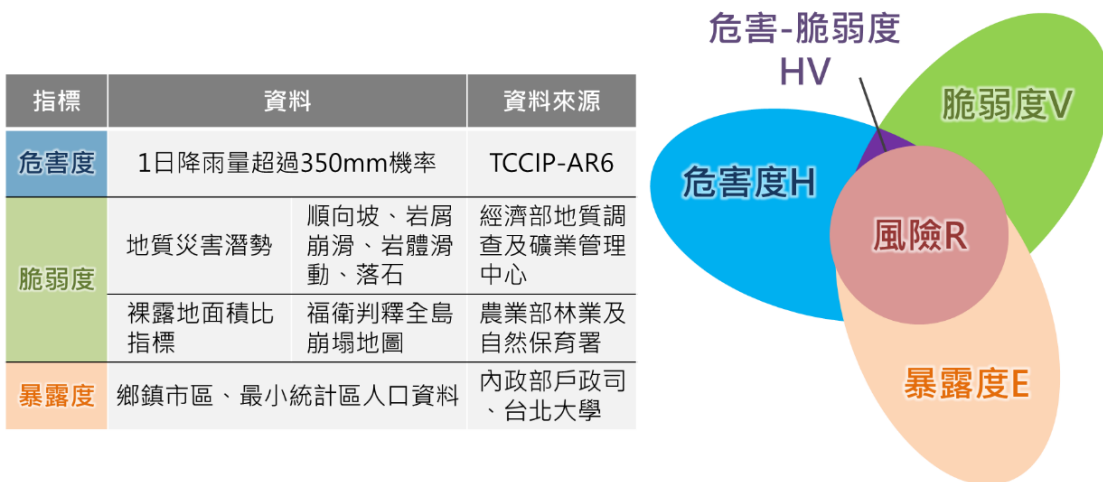 指標 資料 資料來源
危害度 1日降雨量超過350mm機率 TCCIP-AR6
脆弱度
地質災害潛勢
順向坡、岩屑
崩滑、岩體滑
動、落石
經濟部地質調
查及礦業管理
中心
裸露地面積比
指標
福衛判釋全島
崩塌地圖
農業部林業及
自然保育署
暴露度 鄉鎮市區、最小統計區人口資料
內政部戶政司
、台北大學
危害-脆弱度
HV
脆弱度V
危害度H
風險R
暴露度E